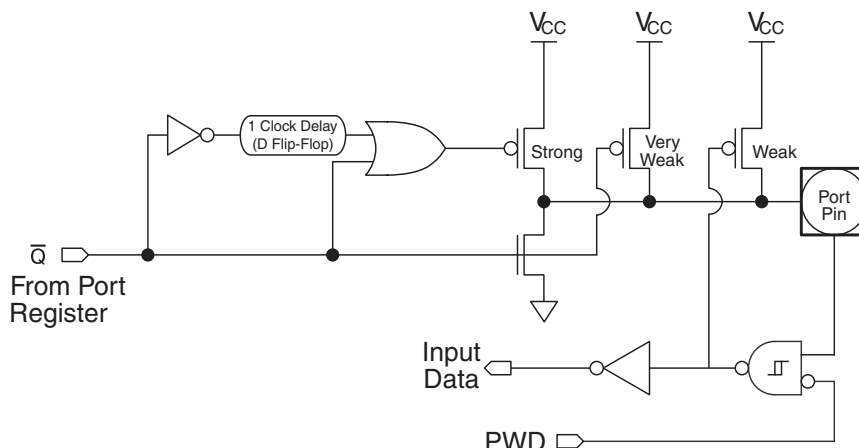 VCC VCC VCC
1 Clock Delay
(D Flip-Flop)
Strong
Very
Weak
Weak
Port
Pin
Q̅
From Port
Register
Input
Data
PWD